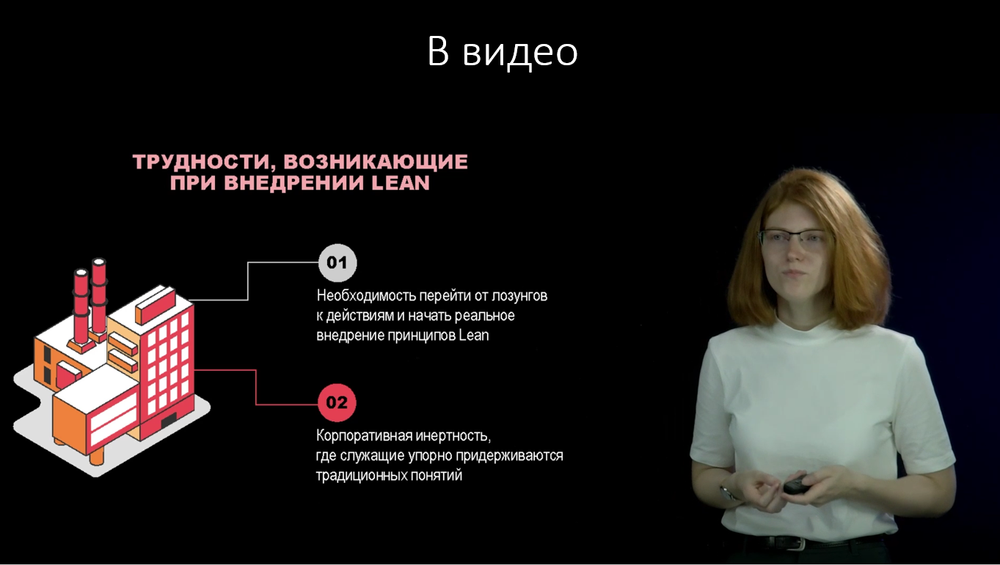 В видео
ТРУДНОСТИ, ВОЗНИКАЮЩИЕ
ПРИ ВНЕДРЕНИИ LEAN
01
Необходимость перейти от лозунгов
к действиям и начать реальное
внедрение принципов Lean
02
Корпоративная инертность,
где служащие упорно придерживаются
традиционных понятий